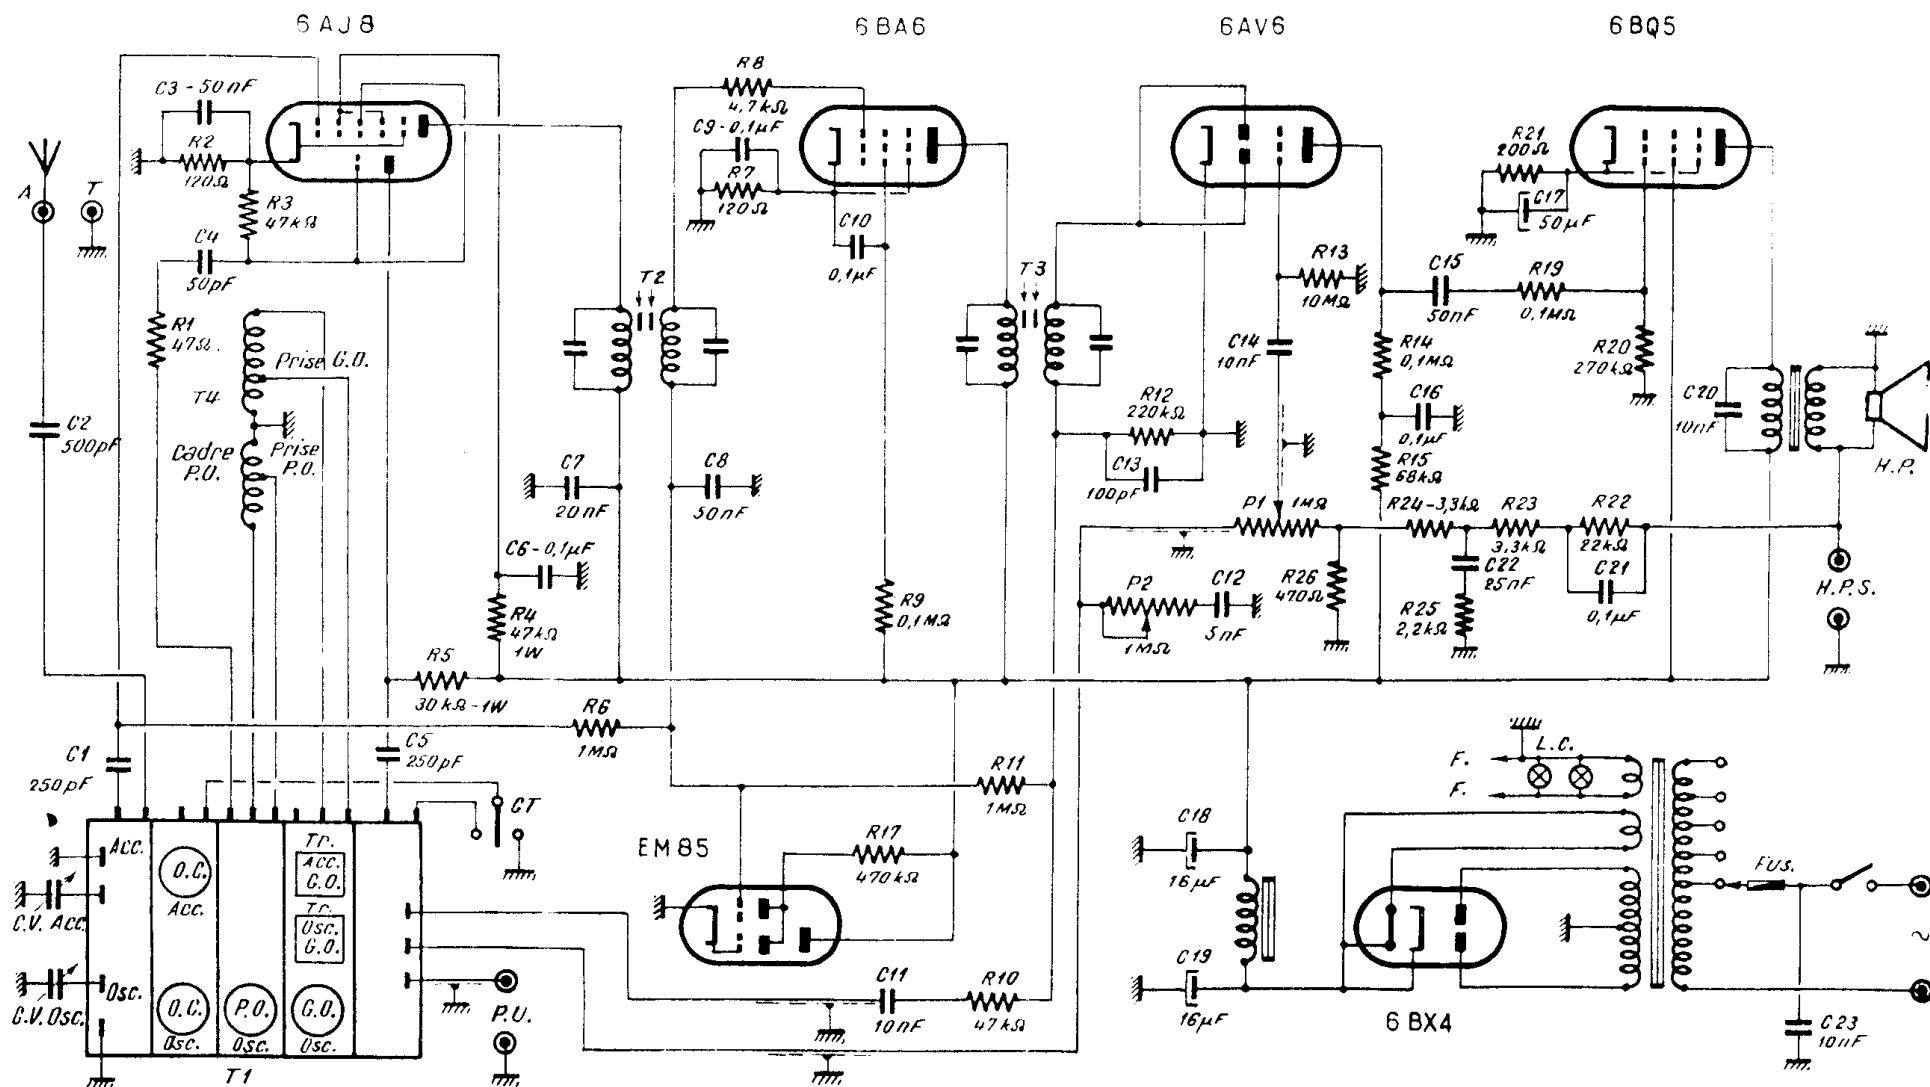 6AJ8
6BA6
6AV6
6BQ5
C3-50nF
R2
120Ω
R3
47kΩ
C4
50pF
A
T
R1
47Ω
Prise G.O.
T4
Cadre
P.O.
Prise
P.O.
C2
500pF
T2
C7
20nF
C8
50nF
C6-0,1µF
R4
47kΩ
1W
R5
30kΩ-1W
R6
1MΩ
C1
250pF
C5
250pF
R8
4,7kΩ
C9-0,1µF
R7
120Ω
C10
0,1µF
R9
0,1MΩ
T3
R13
10MΩ
C14
10nF
R12
220kΩ
C13
100pF
P1
1MΩ
P2
1MΩ
C12
5nF
R26
470Ω
R14
0,1MΩ
C16
0,1µF
R15
68kΩ
R24-3,3kΩ
R23
3,3kΩ
C22
25nF
R25
2,2kΩ
R22
22kΩ
C21
0,1µF
C15
50nF
R19
0,1MΩ
R20
270kΩ
R21
200Ω
C17
50µF
C20
10nF
H.P.
H.P.S.
CT
Acc.
C.V. Acc.
Osc.
C.V. Osc.
O.C.
Acc.
Tr.
Acc.
G.O.
Tr.
Osc.
G.O.
O.C.
Osc.
P.O.
Osc.
G.O.
Osc.
T1
P.U.
EM85
R17
470kΩ
R11
1MΩ
C11
10nF
R10
47kΩ
C18
16µF
C19
16µF
6BX4
F.
F.
L.C.
Fus.
~
C23
10nF